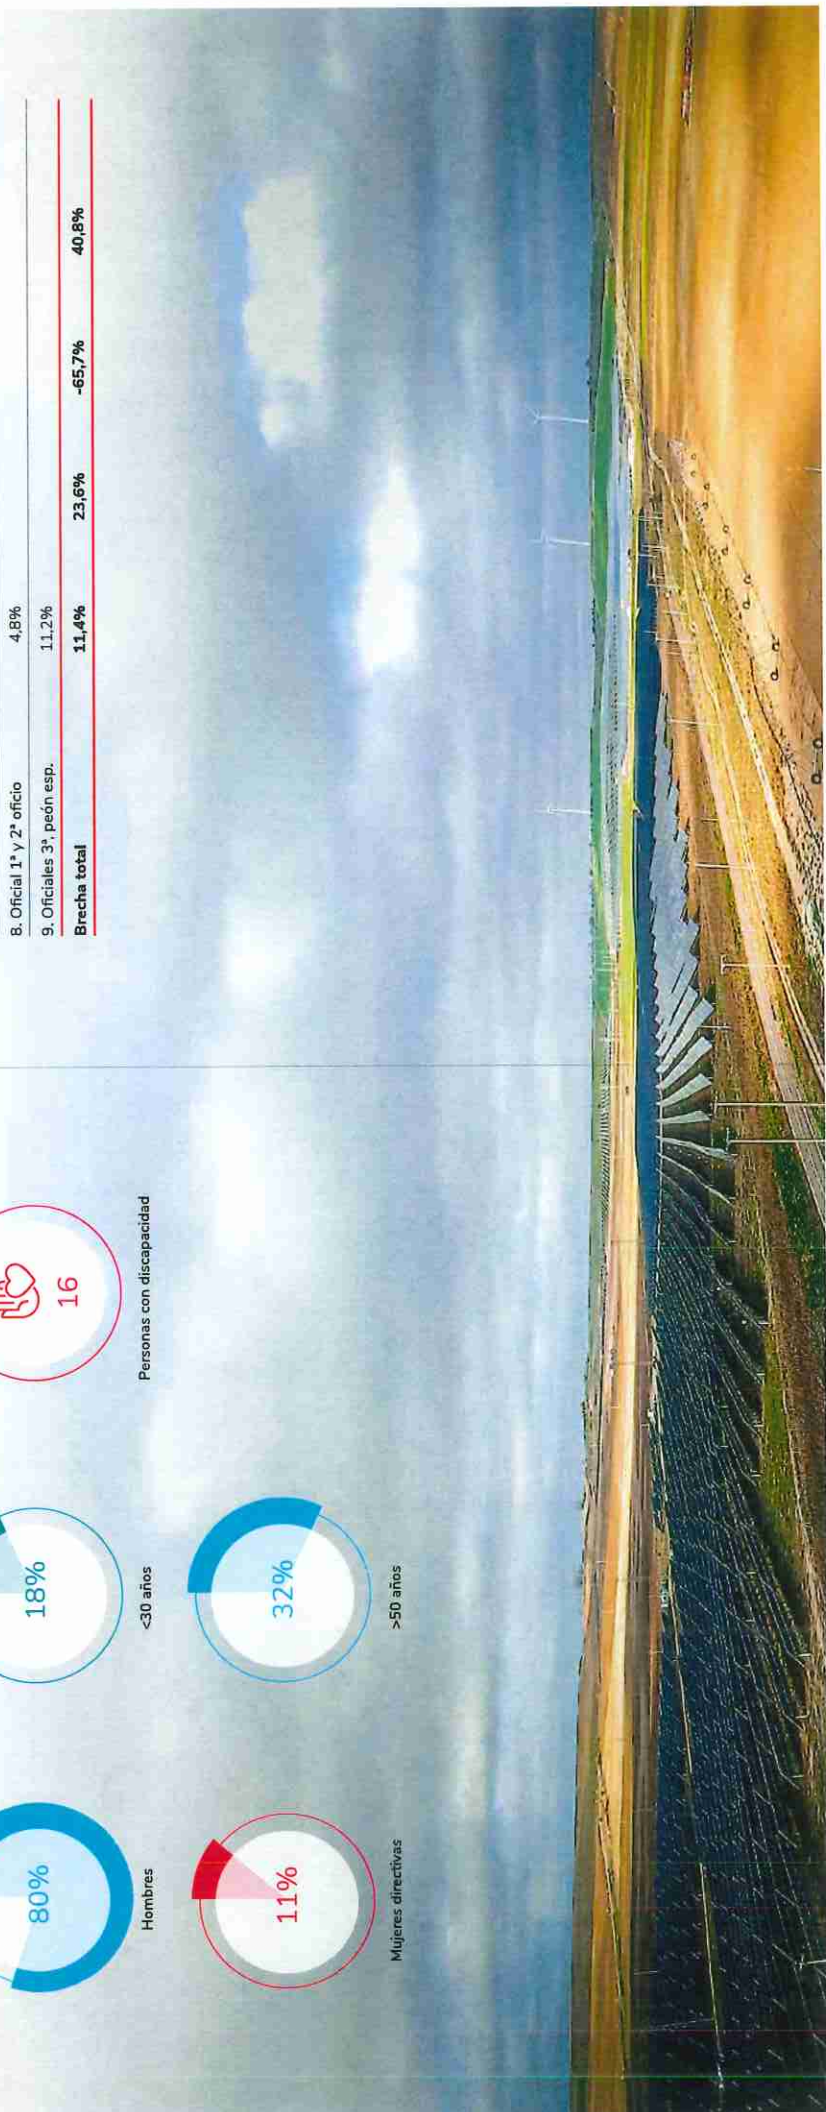 80%
Hombres
18%
<30 años
16
Personas con discapacidad
11%
Mujeres directivas
32%
>50 años
8. Oficial 1ª y 2ª oficio 4,8%
9. Oficiales 3ª, peón esp. 11,2%
Brecha total 11,4% 23,6% -65,7% 40,8%